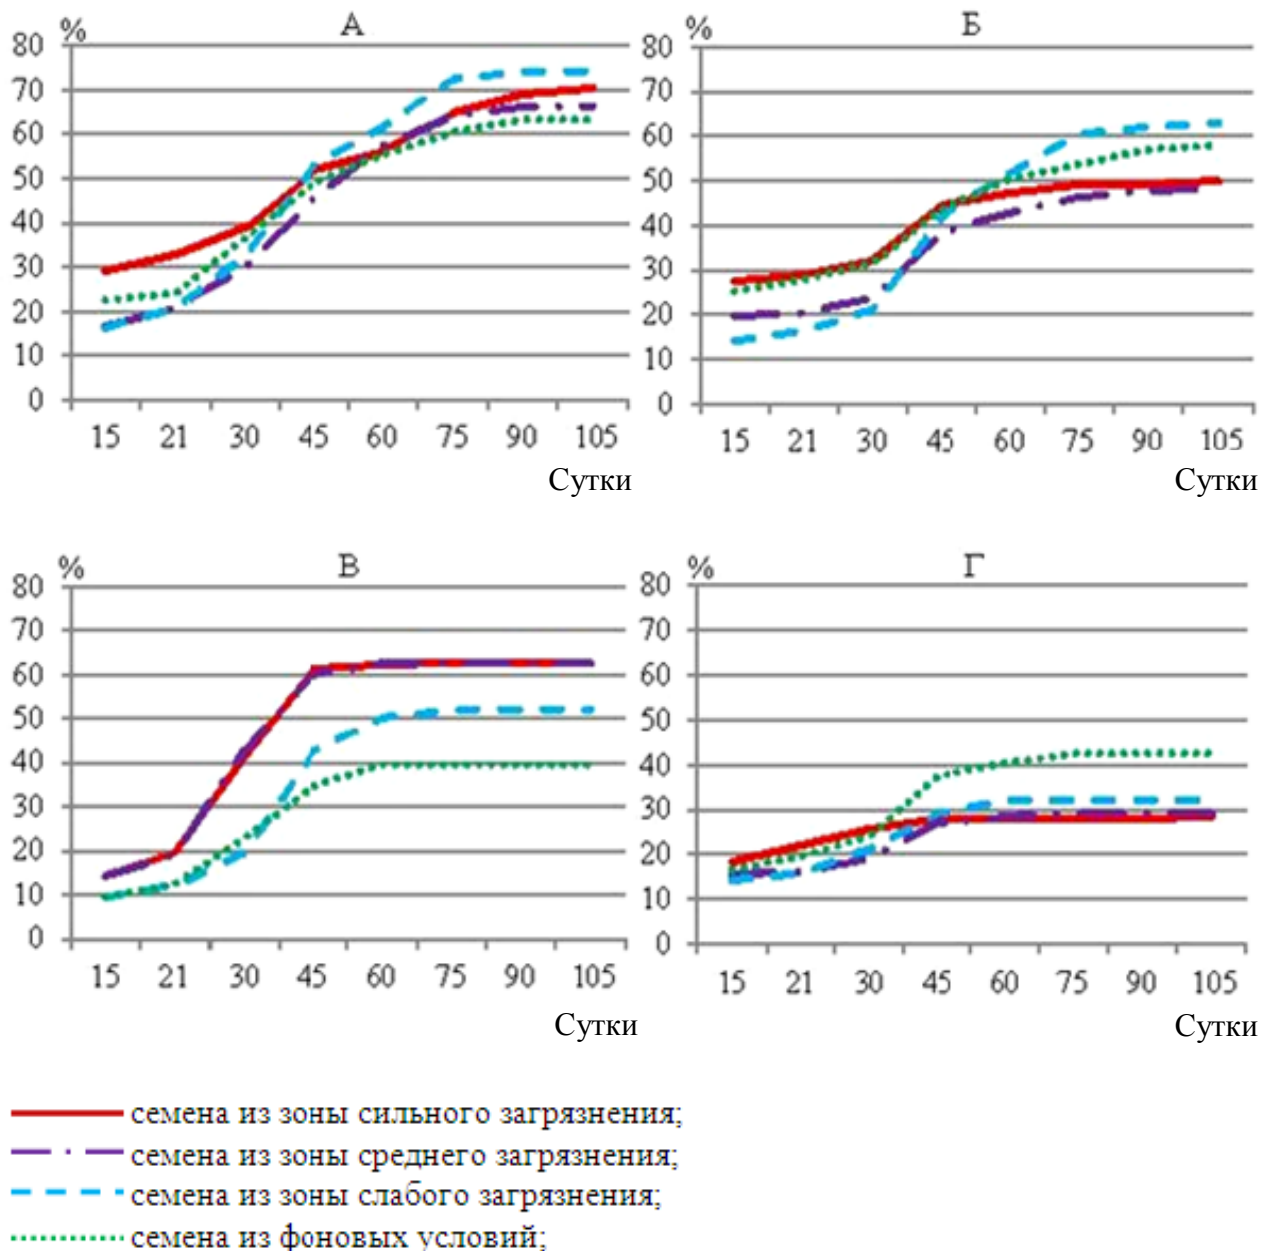 % А
80
70
60
50
40
30
20
10
0
15 21 30 45 60 75 90 105
Сутки
% Б
80
70
60
50
40
30
20
10
0
15 21 30 45 60 75 90 105
Сутки
% В
80
70
60
50
40
30
20
10
0
15 21 30 45 60 75 90 105
Сутки
% Г
80
70
60
50
40
30
20
10
0
15 21 30 45 60 75 90 105
Сутки
семена из зоны сильного загрязнения;
семена из зоны среднего загрязнения;
семена из зоны слабого загрязнения;
семена из фоновых условий;